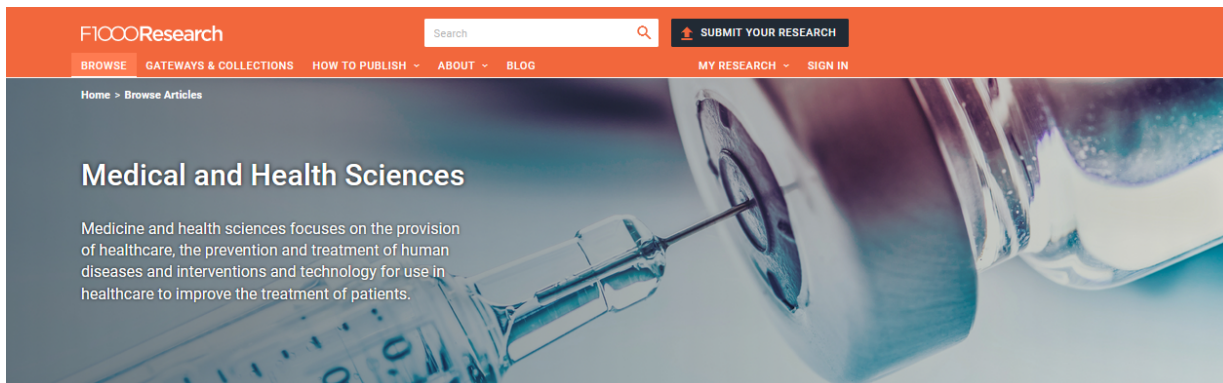 F1000Research
Search
SUBMIT YOUR RESEARCH
BROWSE GATEWAYS & COLLECTIONS HOW TO PUBLISH ABOUT BLOG MY RESEARCH SIGN IN
Home > Browse Articles
Medical and Health Sciences
Medicine and health sciences focuses on the provision
of healthcare, the prevention and treatment of human
diseases and interventions and technology for use in
healthcare to improve the treatment of patients.